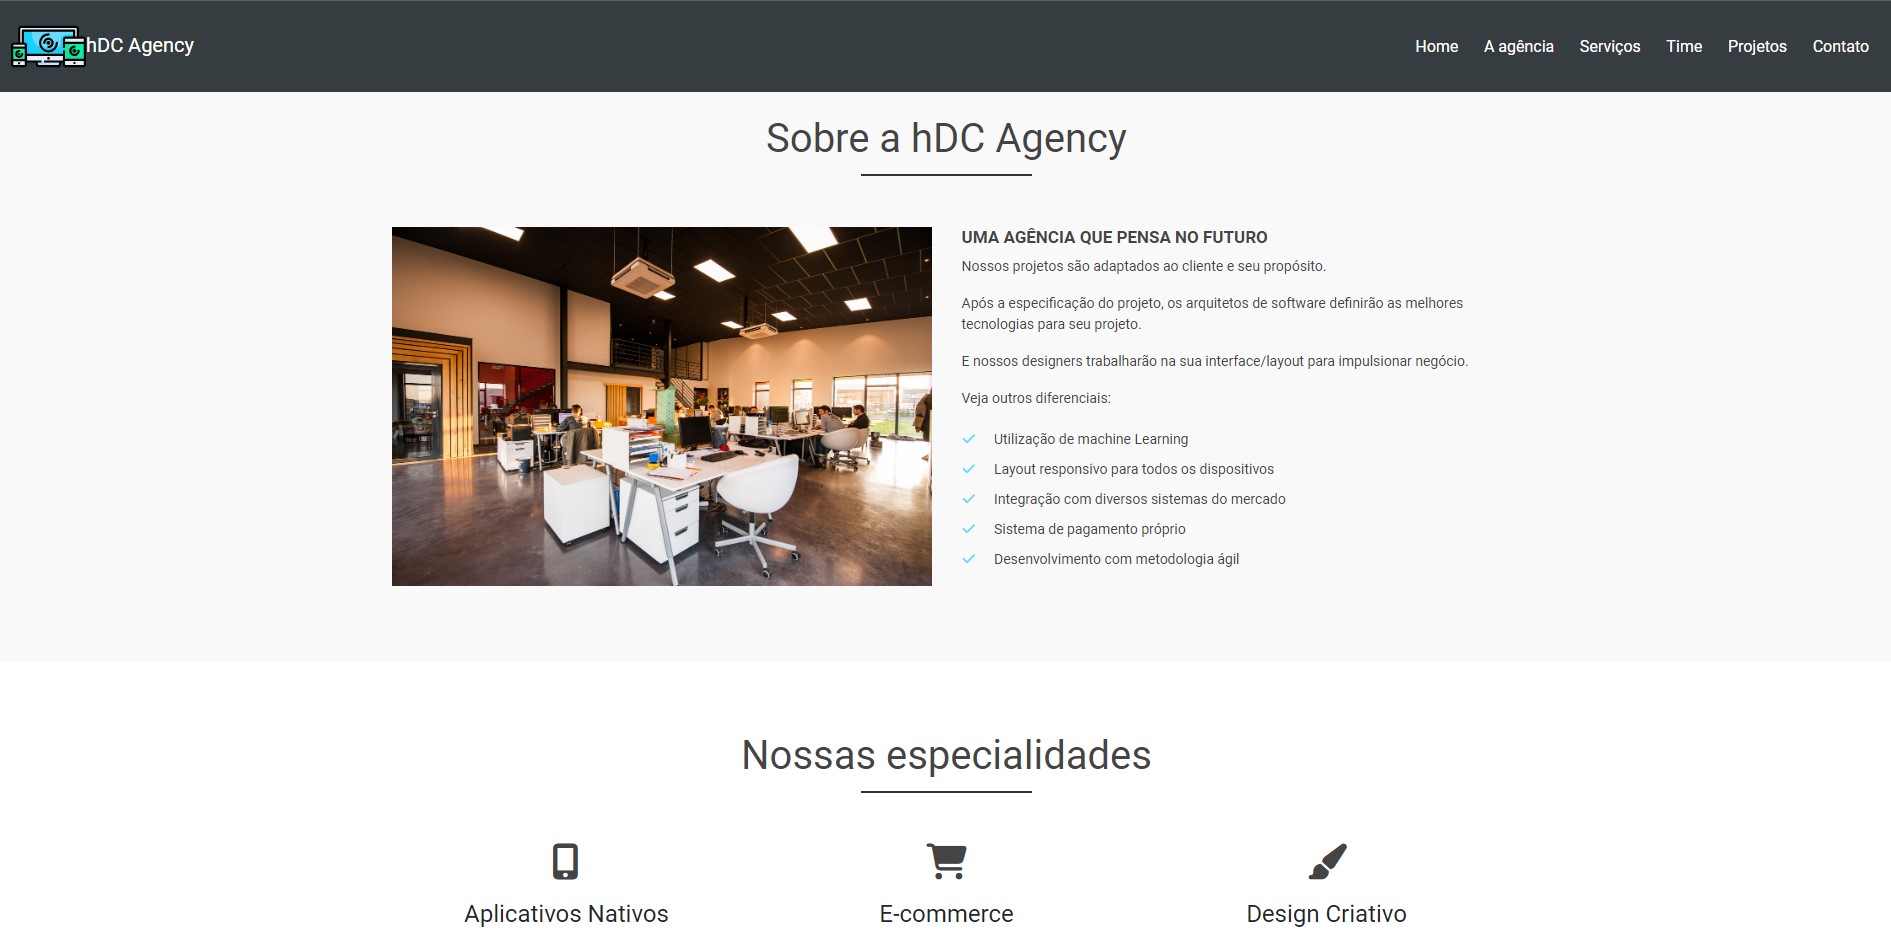 hDC Agency
Home A agência Serviços Time Projetos Contato
Sobre a hDC Agency
UMA AGÊNCIA QUE PENSA NO FUTURO
Nossos projetos são adaptados ao cliente e seu propósito.
Após a especificação do projeto, os arquitetos de software definirão as melhores
tecnologias para seu projeto.
E nossos designers trabalharão na sua interface/layout para impulsionar negócio.
Veja outros diferenciais:
Utilização de machine Learning
Layout responsivo para todos os dispositivos
Integração com diversos sistemas do mercado
Sistema de pagamento próprio
Desenvolvimento com metodologia ágil
Nossas especialidades
Aplicativos Nativos
E-commerce
Design Criativo